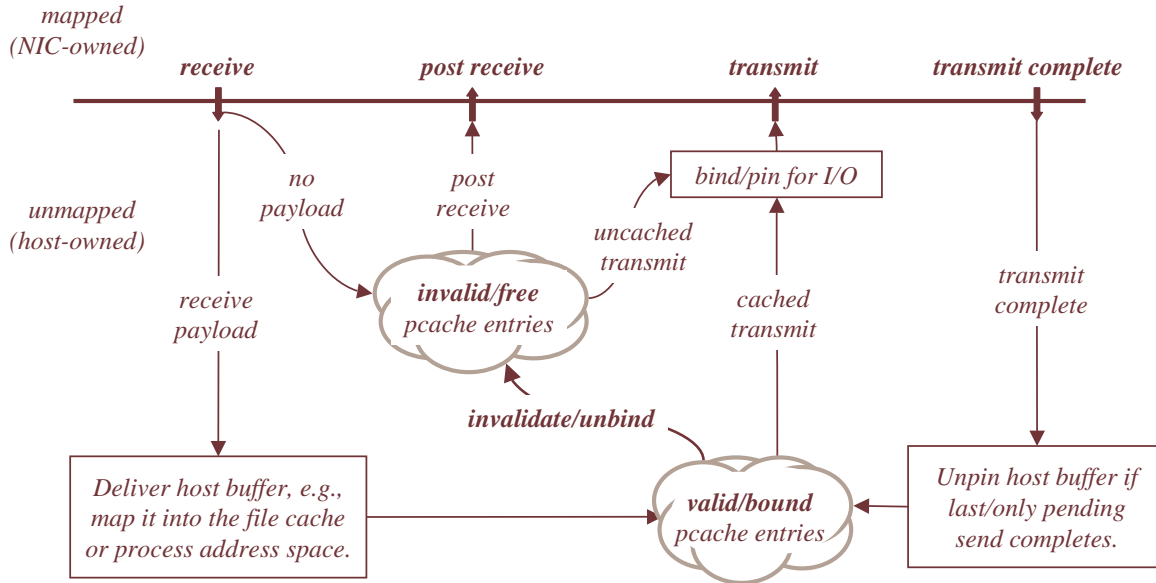 mapped
(NIC-owned)
receive
post receive
transmit
transmit complete
no
payload
post
receive
bind/pin for I/O
unmapped
(host-owned)
uncached
transmit
receive
payload
invalid/free
pcache entries
cached
transmit
transmit
complete
invalidate/unbind
Deliver host buffer, e.g.,
map it into the file cache
or process address space.
valid/bound
pcache entries
Unpin host buffer if
last/only pending
send completes.